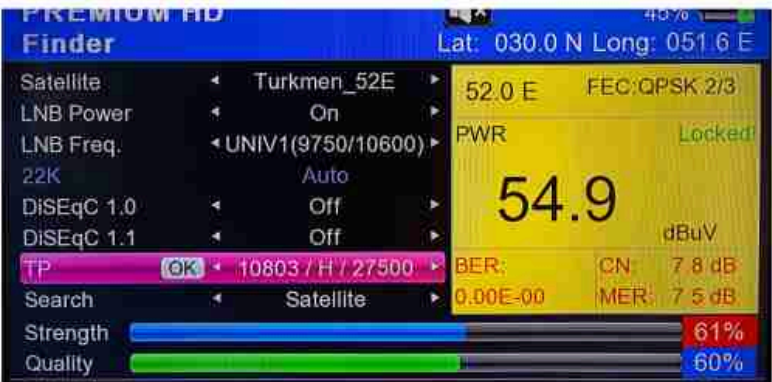 PREMIUM HD 45%
Finder Lat: 030.0 N Long: 051.6 E
Satellite Turkmen_52E
LNB Power On
LNB Freq. UNIV1(9750/10600)
22K Auto
DiSEqC 1.0 Off
DiSEqC 1.1 Off
TP OK 10803 / H / 27500
Search Satellite
52.0 E FEC:QPSK 2/3
PWR Locked
54.9
dBuV
BER: CN: 7.8 dB
0.00E-00 MER: 7.5 dB
Strength 61%
Quality 60%